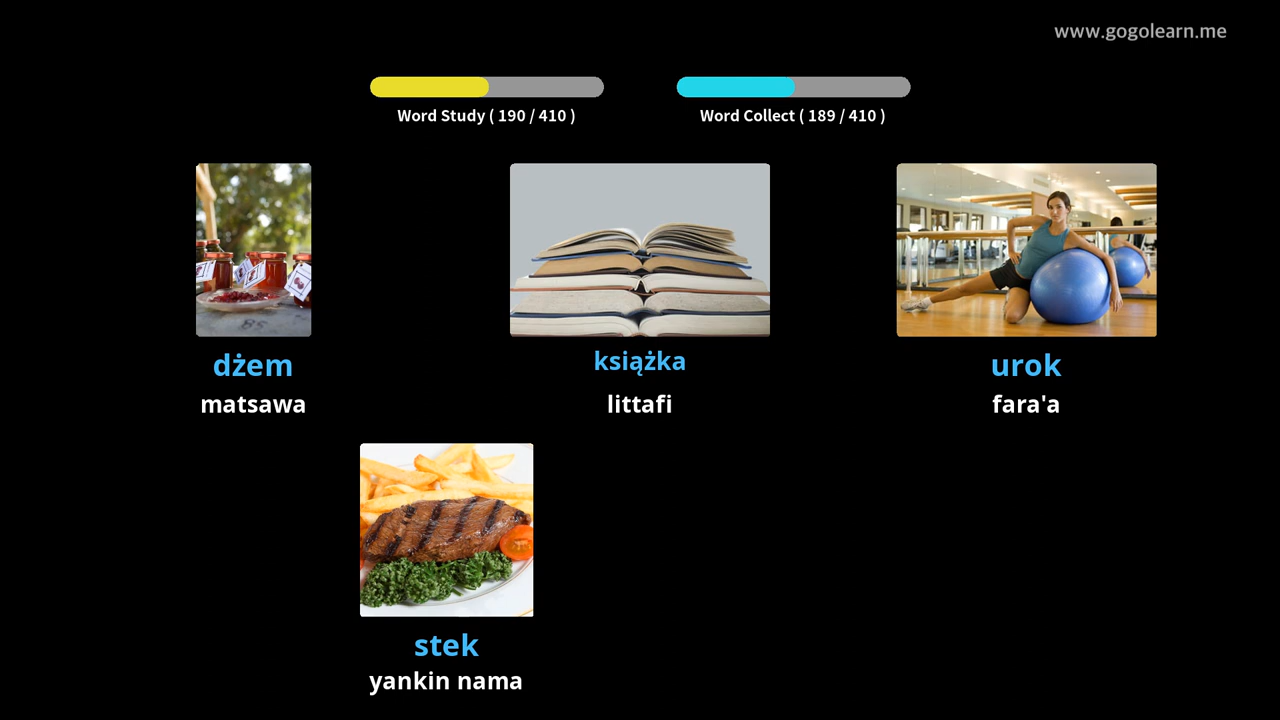 www.gogolearn.me
Word Study ( 190 / 410 )
Word Collect ( 189 / 410 )
dżem
matsawa
książka
littafi
urok
fara'a
stek
yankin nama